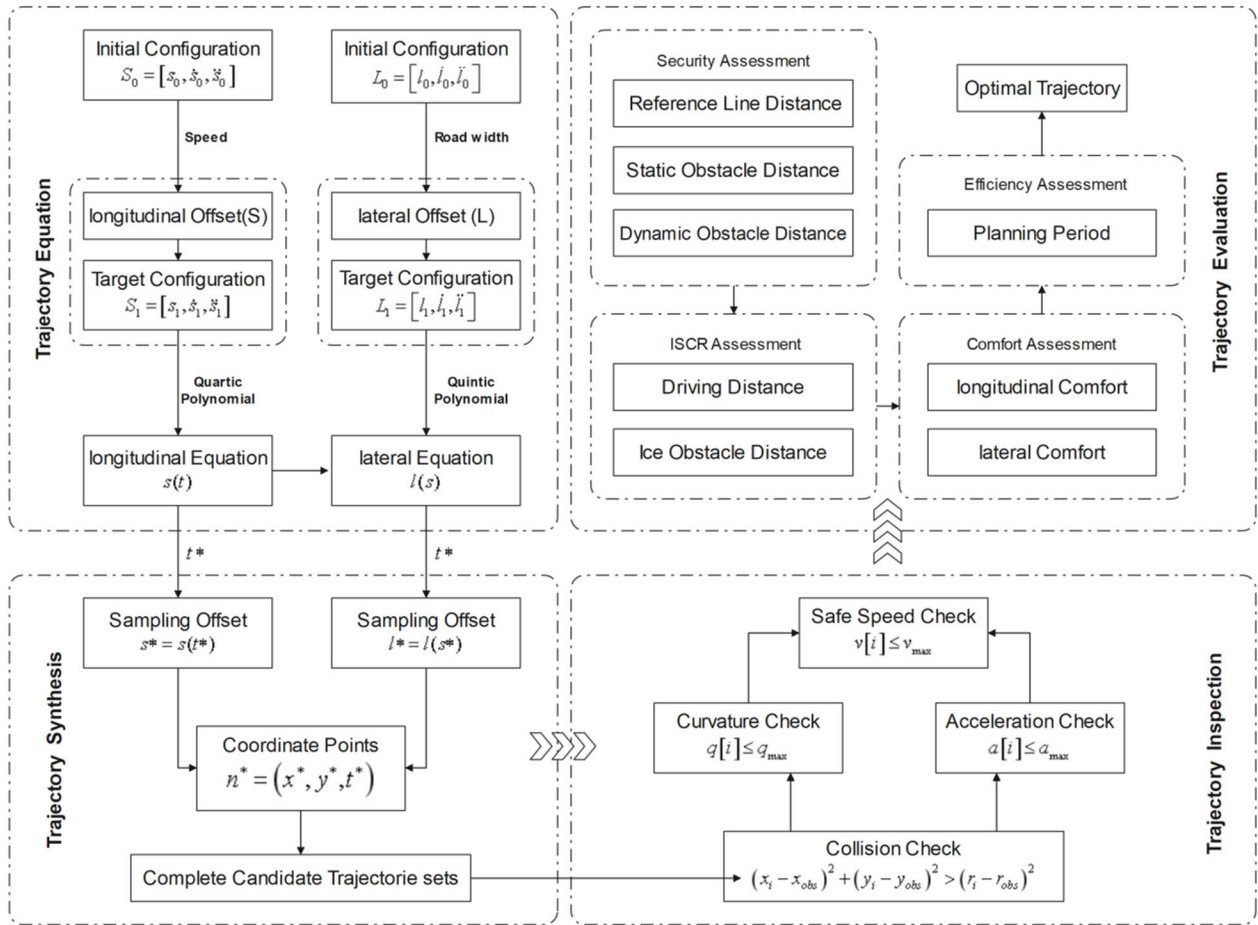 Trajectory Equation
Initial Configuration
S₀ = [s₀, ṡ₀, s̈₀]
Initial Configuration
L₀ = [l₀, l̇₀, l̈₀]
Speed
Road width
longitudinal Offset(S)
lateral Offset (L)
Target Configuration
S₁ = [s₁, ṡ₁, s̈₁]
Target Configuration
L₁ = [l₁, l̇₁, l̈₁]
Quartic
Polynomial
Quintic
Polynomial
longitudinal Equation
s(t)
lateral Equation
l(s)
t*
t*
Trajectory Synthesis
Sampling Offset
s* = s(t*)
Sampling Offset
l* = l(s*)
Coordinate Points
n* = (x*, y*, t*)
Complete Candidate Trajectorie sets
Trajectory Evaluation
Security Assessment
Reference Line Distance
Static Obstacle Distance
Dynamic Obstacle Distance
Optimal Trajectory
Efficiency Assessment
Planning Period
ISCR Assessment
Driving Distance
Ice Obstacle Distance
Comfort Assessment
longitudinal Comfort
lateral Comfort
Trajectory Inspection
Safe Speed Check
v[i] ≤ v_max
Curvature Check
q[i] ≤ q_max
Acceleration Check
a[i] ≤ a_max
Collision Check
(x_i − x_obs)² + (y_i − y_obs)² > (r_i − r_obs)²